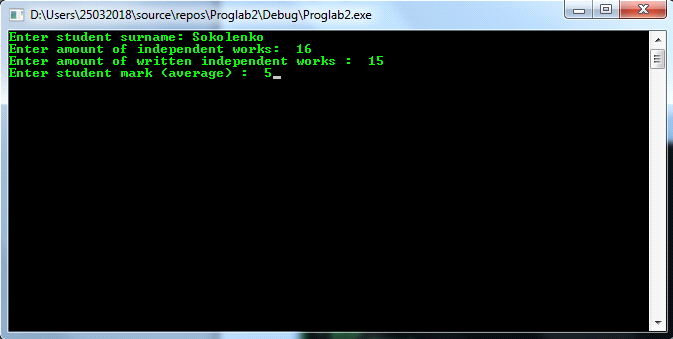 D:\Users\25032018\source\repos\Proglab2\Debug\Proglab2.exe
Enter student surname: Sokolenko
Enter amount of independent works:  16
Enter amount of written independent works :  15
Enter student mark (average) :  5